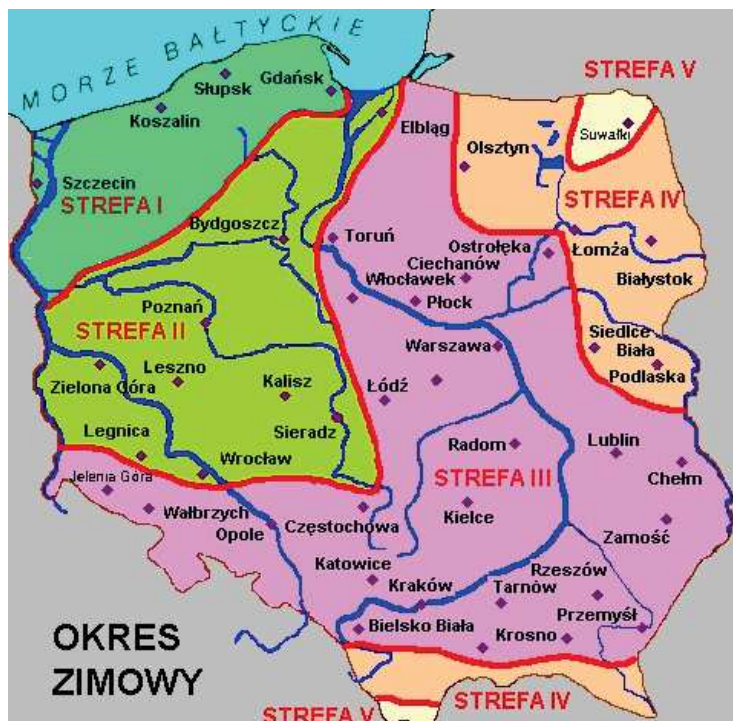 MORZE BAŁTYCKIE
STREFA V
Słupsk
Gdańsk
Koszalin
Suwałki
Elbląg
Olsztyn
Szczecin
STREFA I
STREFA IV
Bydgoszcz
Toruń
Ostrołęka
Łomża
Ciechanów
Włocławek
Białystok
Płock
Poznań
STREFA II
Warszawa
Siedlce
Biała
Podlaska
Leszno
Zielona Góra
Kalisz
Łódź
Legnica
Sieradz
Radom
Lublin
Wrocław
STREFA III
Jelenia Góra
Chełm
Wałbrzych
Częstochowa
Kielce
Opole
Zamość
Katowice
Rzeszów
Kraków
Tarnów
Przemyśl
Bielsko Biała
Krosno
OKRES
ZIMOWY
STREFA IV
STREFA V